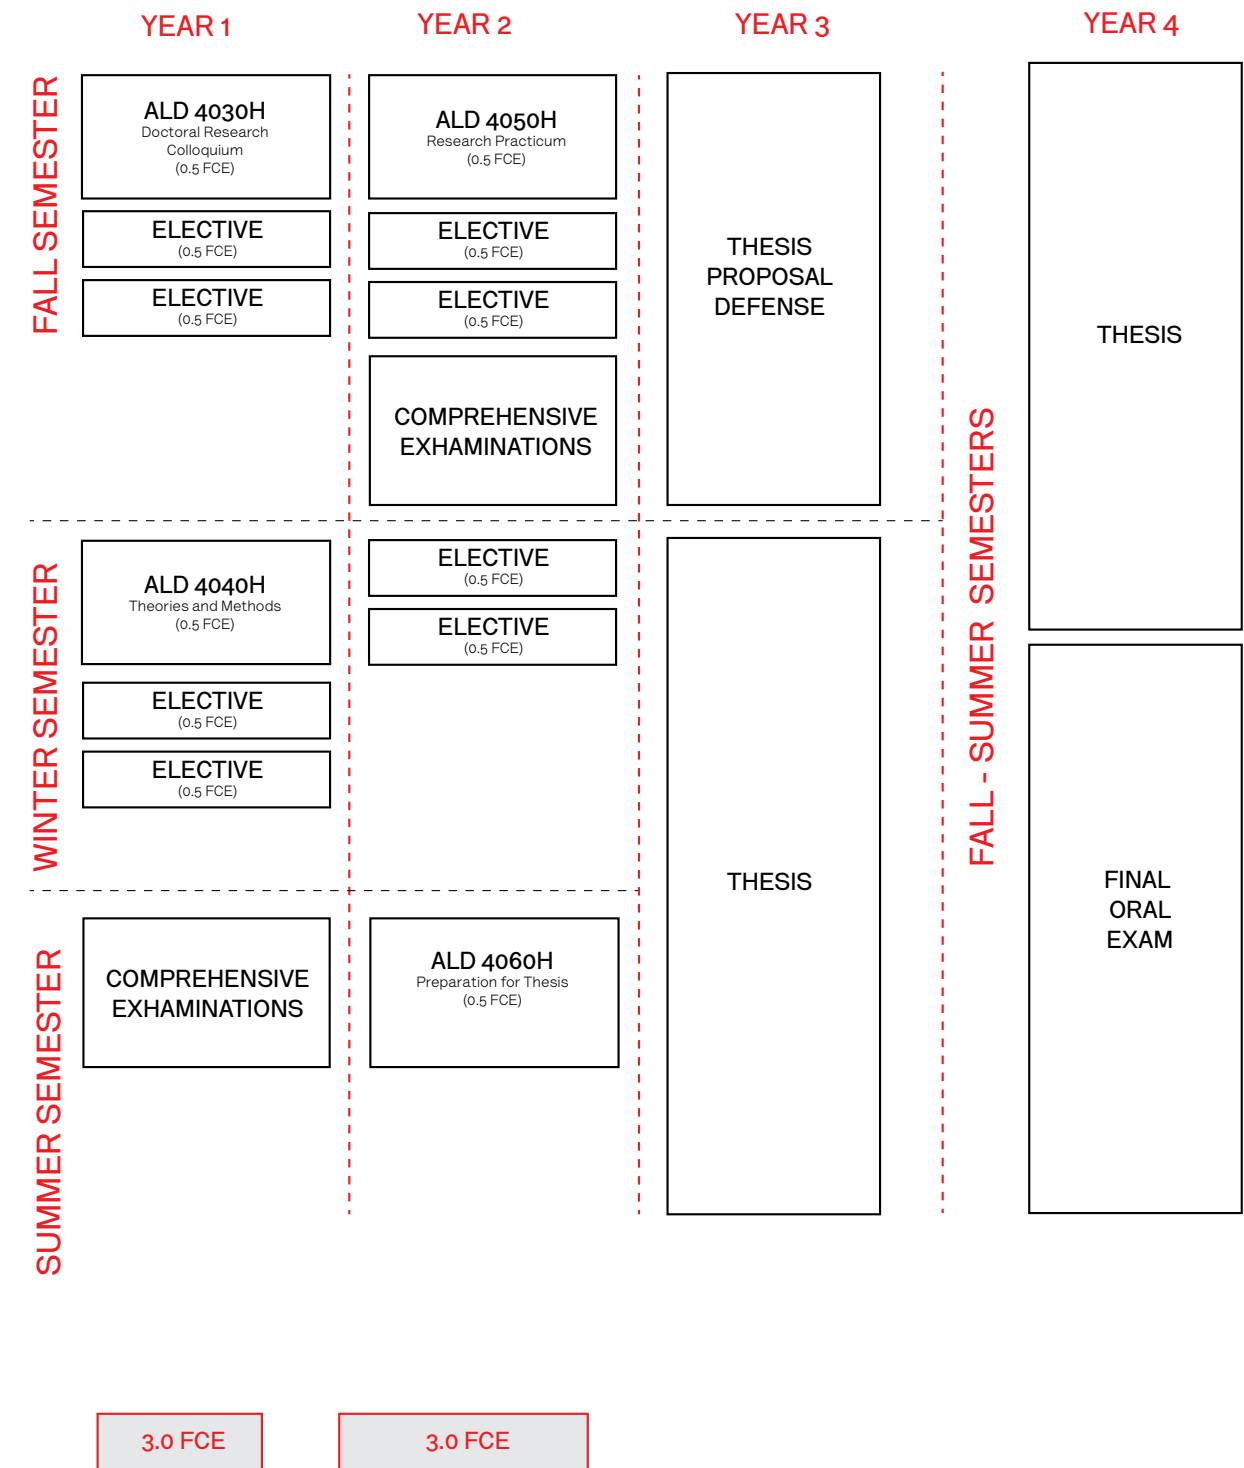 YEAR 1
YEAR 2
YEAR 3
YEAR 4
FALL SEMESTER
ALD 4030H
Doctoral Research
Colloquium
(0.5 FCE)
ELECTIVE
(0.5 FCE)
ELECTIVE
(0.5 FCE)
ALD 4050H
Research Practicum
(0.5 FCE)
ELECTIVE
(0.5 FCE)
ELECTIVE
(0.5 FCE)
COMPREHENSIVE
EXHAMINATIONS
THESIS
PROPOSAL
DEFENSE
WINTER SEMESTER
ALD 4040H
Theories and Methods
(0.5 FCE)
ELECTIVE
(0.5 FCE)
ELECTIVE
(0.5 FCE)
ELECTIVE
(0.5 FCE)
ELECTIVE
(0.5 FCE)
THESIS
SUMMER SEMESTER
COMPREHENSIVE
EXHAMINATIONS
ALD 4060H
Preparation for Thesis
(0.5 FCE)
FALL - SUMMER SEMESTERS
THESIS
FINAL
ORAL
EXAM
3.0 FCE
3.0 FCE